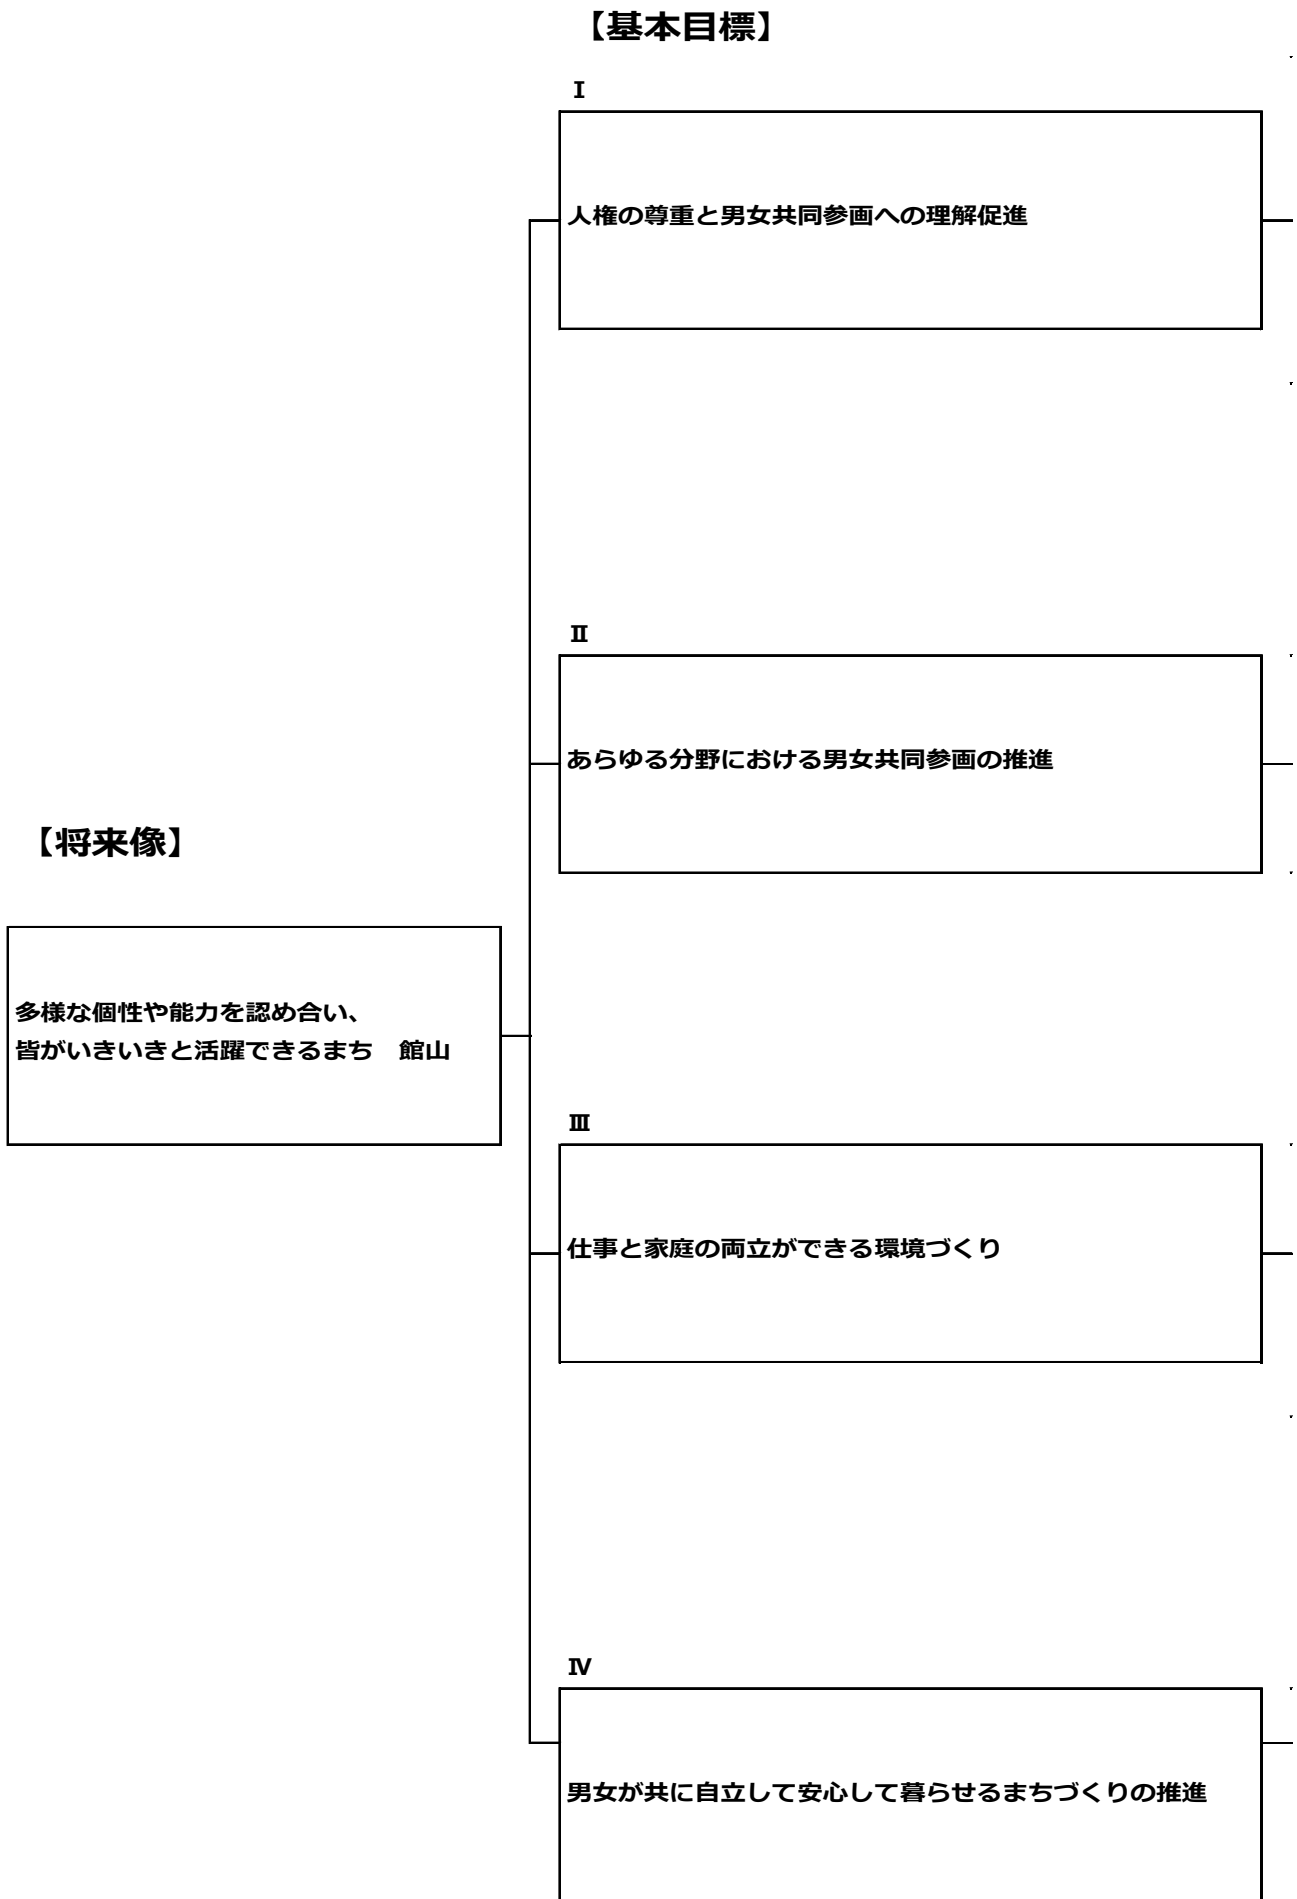 【基本目標】
Ⅰ
人権の尊重と男女共同参画への理解促進
Ⅱ
あらゆる分野における男女共同参画の推進
【将来像】
多様な個性や能力を認め合い、
皆がいきいきと活躍できるまち　館山
Ⅲ
仕事と家庭の両立ができる環境づくり
Ⅳ
男女が共に自立して安心して暮らせるまちづくりの推進